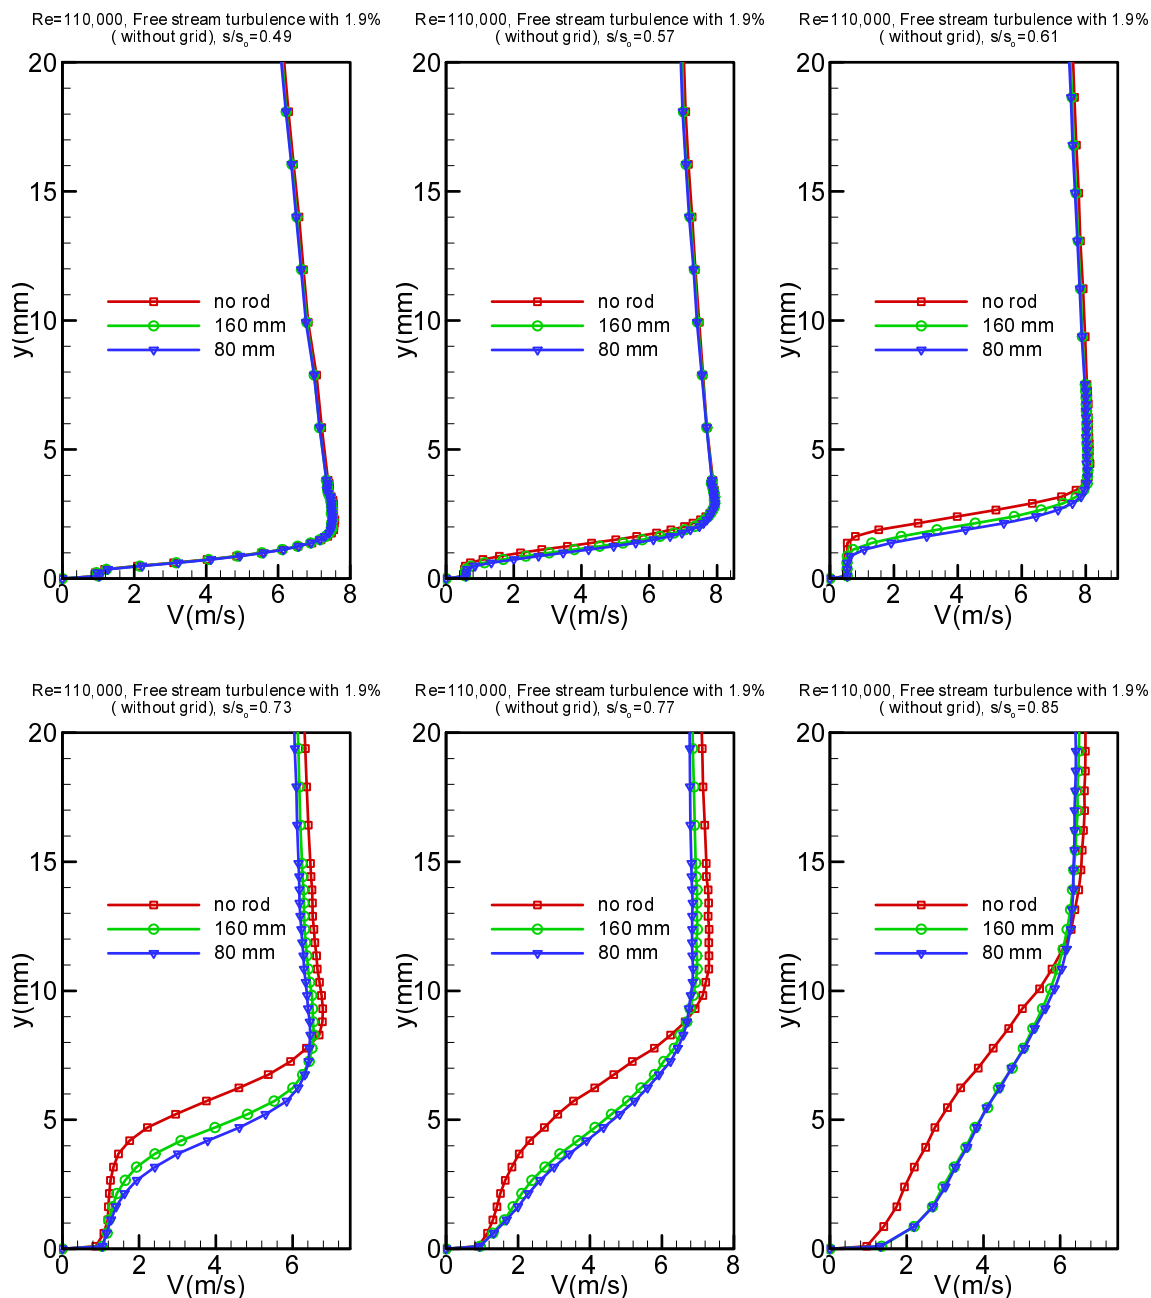 Re=110,000, Free stream turbulence with 1.9%
( without grid), s/s₀=0.49
20
15
10
5
0
y(mm)
no rod
160 mm
80 mm
0 2 4 6 8
V(m/s)
Re=110,000, Free stream turbulence with 1.9%
( without grid), s/s₀=0.57
20
15
10
5
0
y(mm)
no rod
160 mm
80 mm
0 2 4 6 8
V(m/s)
Re=110,000, Free stream turbulence with 1.9%
( without grid), s/s₀=0.61
20
15
10
5
0
y(mm)
no rod
160 mm
80 mm
0 2 4 6 8
V(m/s)
Re=110,000, Free stream turbulence with 1.9%
( without grid), s/s₀=0.73
20
15
10
5
0
y(mm)
no rod
160 mm
80 mm
0 2 4 6
V(m/s)
Re=110,000, Free stream turbulence with 1.9%
( without grid), s/s₀=0.77
20
15
10
5
0
y(mm)
no rod
160 mm
80 mm
0 2 4 6 8
V(m/s)
Re=110,000, Free stream turbulence with 1.9%
( without grid), s/s₀=0.85
20
15
10
5
0
y(mm)
no rod
160 mm
80 mm
0 2 4 6
V(m/s)